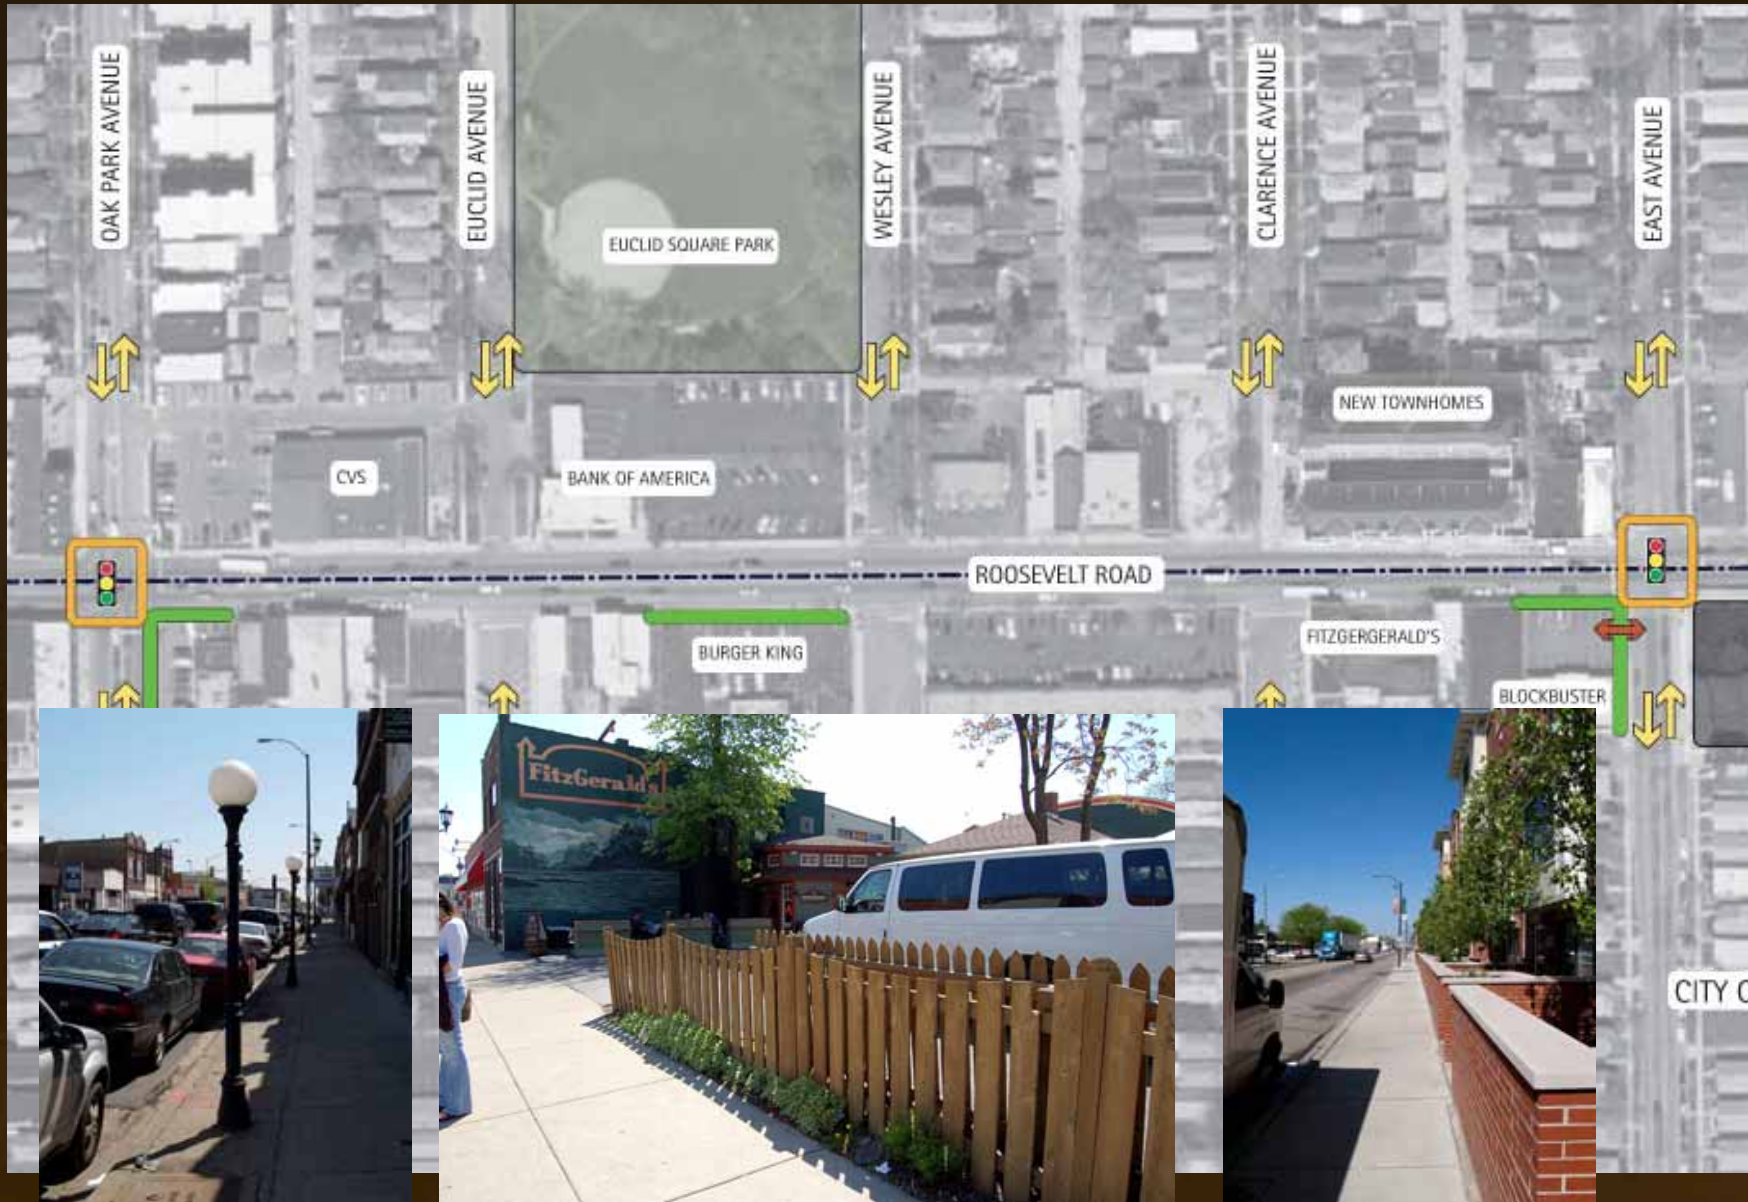 OAK PARK AVENUE
EUCLID AVENUE
WESLEY AVENUE
CLARENCE AVENUE
EAST AVENUE
EUCLID SQUARE PARK
NEW TOWNHOMES
CVS
BANK OF AMERICA
ROOSEVELT ROAD
BURGER KING
FITZGERGERALD'S
BLOCKBUSTER
FitzGerald's
CITY